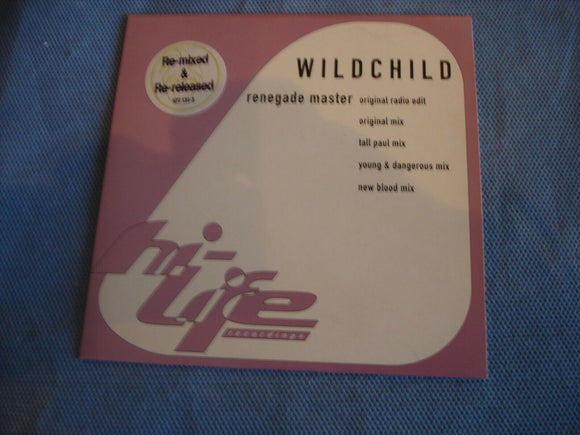 Re-mixed
&
Re-released
WILDCHILD
renegade master original radio edit
original mix
tall paul mix
young & dangerous mix
new blood mix
hi-
Life
recordings